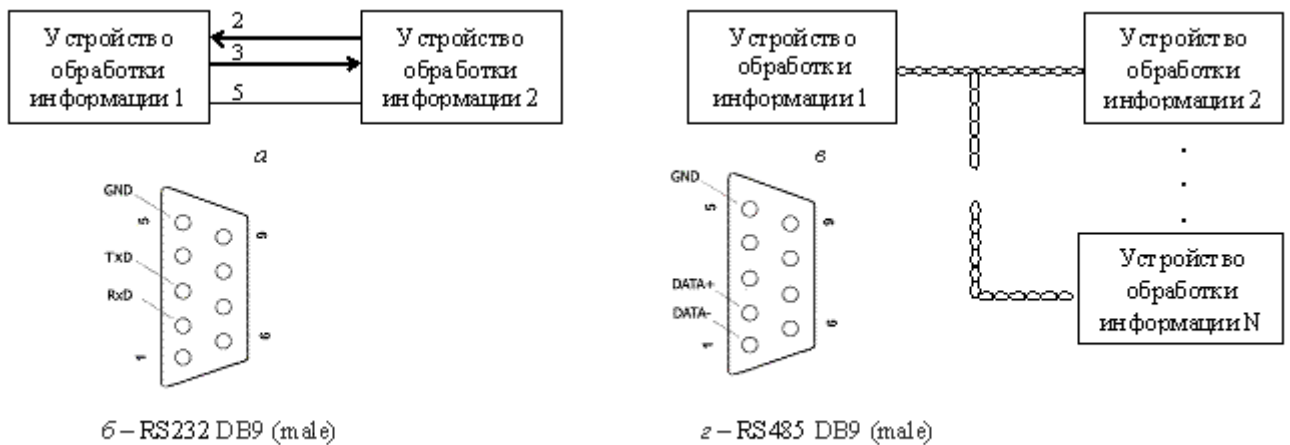 Устройство
обработки
информации 1
2
3
5
Устройство
обработки
информации 2
а
GND
5
9
TxD
RxD
1
6
б – RS232 DB9 (male)
Устройство
обработки
информации 1
Устройство
обработки
информации 2
в
GND
5
9
DATA+
DATA-
1
6
Устройство
обработки
информации N
г – RS485 DB9 (male)